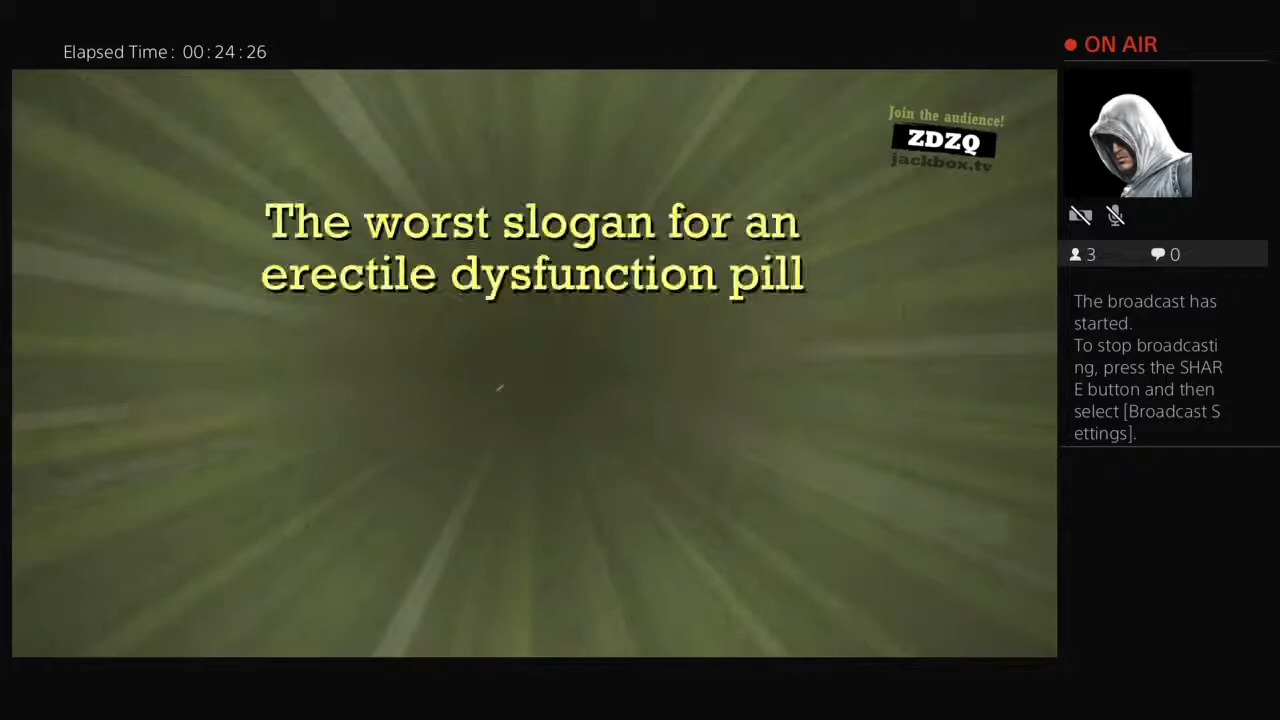 Elapsed Time: 00:24:26
ON AIR
Join the audience!
ZDZQ
jackbox.tv
The worst slogan for an
erectile dysfunction pill
3
0
The broadcast has
started.
To stop broadcasti
ng, press the SHAR
E button and then
select [Broadcast S
ettings].